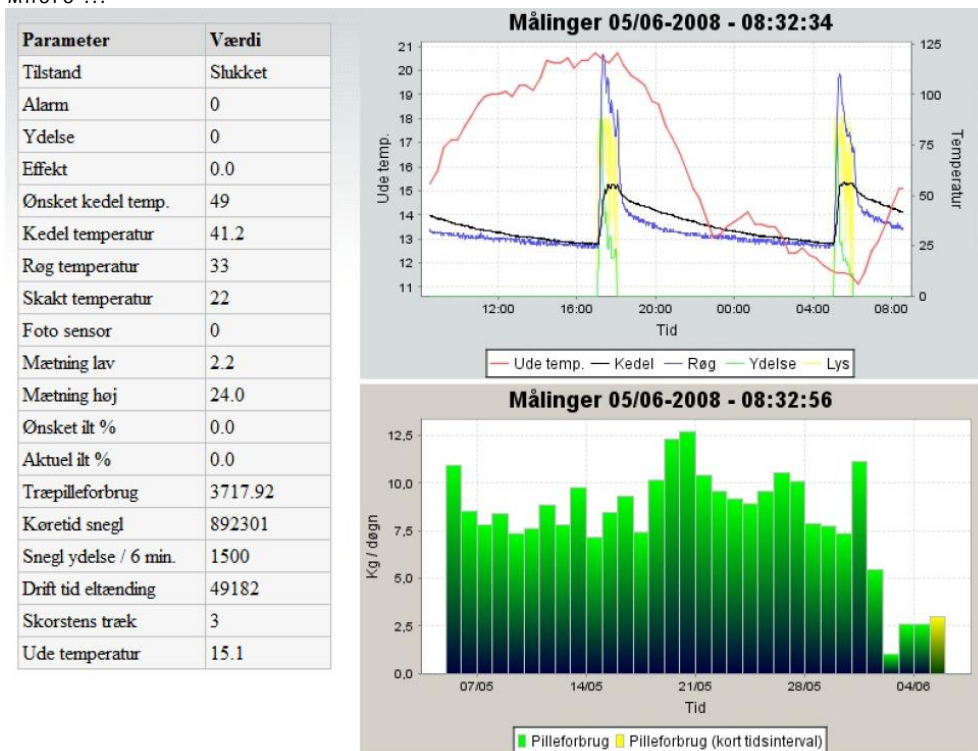 Parameter Værdi
Tilstand Slukket
Alarm 0
Ydelse 0
Effekt 0.0
Ønsket kedel temp. 49
Kedel temperatur 41.2
Røg temperatur 33
Skakt temperatur 22
Foto sensor 0
Mætning lav 2.2
Mætning høj 24.0
Ønsket ilt % 0.0
Aktuel ilt % 0.0
Træpilleforbrug 3717.92
Køretid snegl 892301
Snegl ydelse / 6 min. 1500
Drift tid eltænding 49182
Skorstens træk 3
Ude temperatur 15.1
Målinger 05/06-2008 - 08:32:34
Ude temp.
21
20
19
18
17
16
15
14
13
12
11
125
100
75
50
25
0
Temperatur
12:00 16:00 20:00 00:00 04:00 08:00
Tid
Ude temp. Kedel Røg Ydelse Lys
Målinger 05/06-2008 - 08:32:56
Kg / døgn
12,5
10,0
7,5
5,0
2,5
0,0
07/05 14/05 21/05 28/05 04/06
Tid
Pilleforbrug Pilleforbrug (kort tidsinterval)